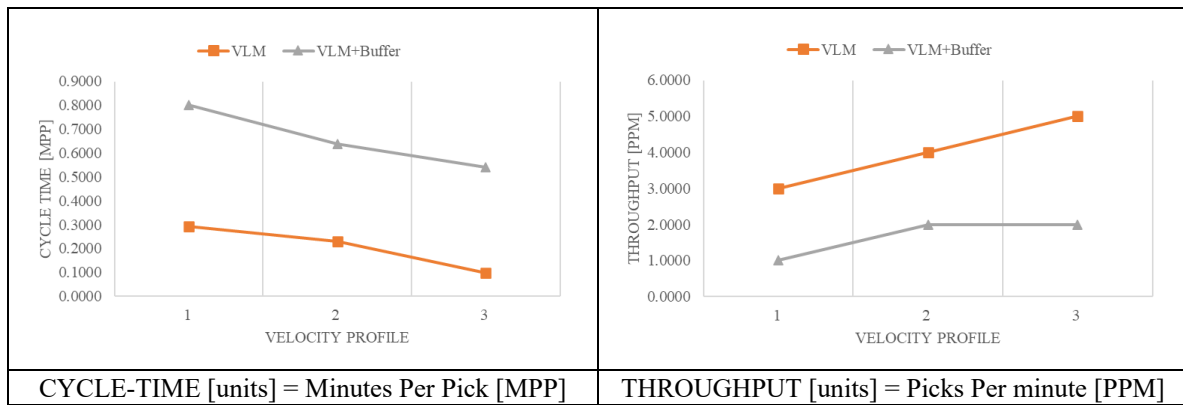 VLM VLM+Buffer
0.9000
0.8000
0.7000
0.6000
0.5000
0.4000
0.3000
0.2000
0.1000
0.0000
CYCLE TIME [MPP]
1 2 3
VELOCITY PROFILE
VLM VLM+Buffer
6.0000
5.0000
4.0000
3.0000
2.0000
1.0000
0.0000
THROUGHPUT [PPM]
1 2 3
VELOCITY PROFILE
CYCLE-TIME [units] = Minutes Per Pick [MPP]
THROUGHPUT [units] = Picks Per minute [PPM]